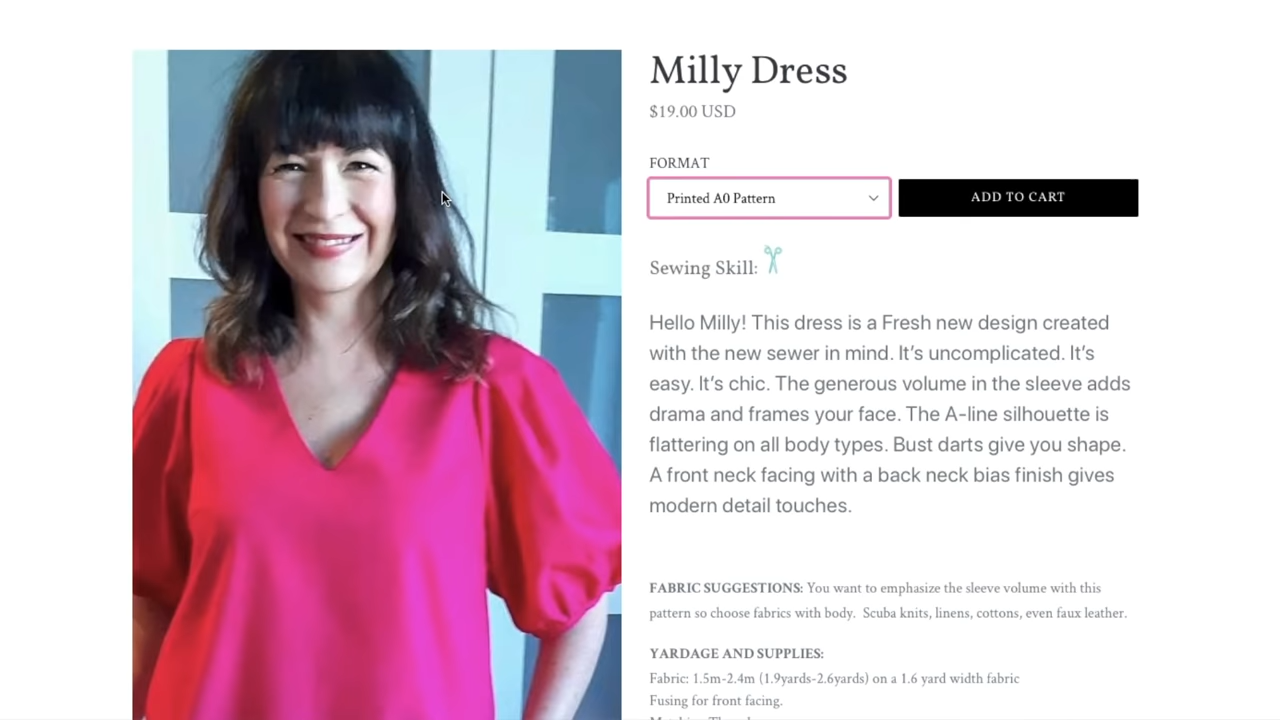 Milly Dress
$19.00 USD
FORMAT
Printed A0 Pattern
ADD TO CART
Sewing Skill:
Hello Milly! This dress is a Fresh new design created
with the new sewer in mind. It’s uncomplicated. It’s
easy. It’s chic. The generous volume in the sleeve adds
drama and frames your face. The A-line silhouette is
flattering on all body types. Bust darts give you shape.
A front neck facing with a back neck bias finish gives
modern detail touches.
FABRIC SUGGESTIONS: You want to emphasize the sleeve volume with this
pattern so choose fabrics with body.  Scuba knits, linens, cottons, even faux leather.
YARDAGE AND SUPPLIES:
Fabric: 1.5m-2.4m (1.9yards-2.6yards) on a 1.6 yard width fabric
Fusing for front facing.